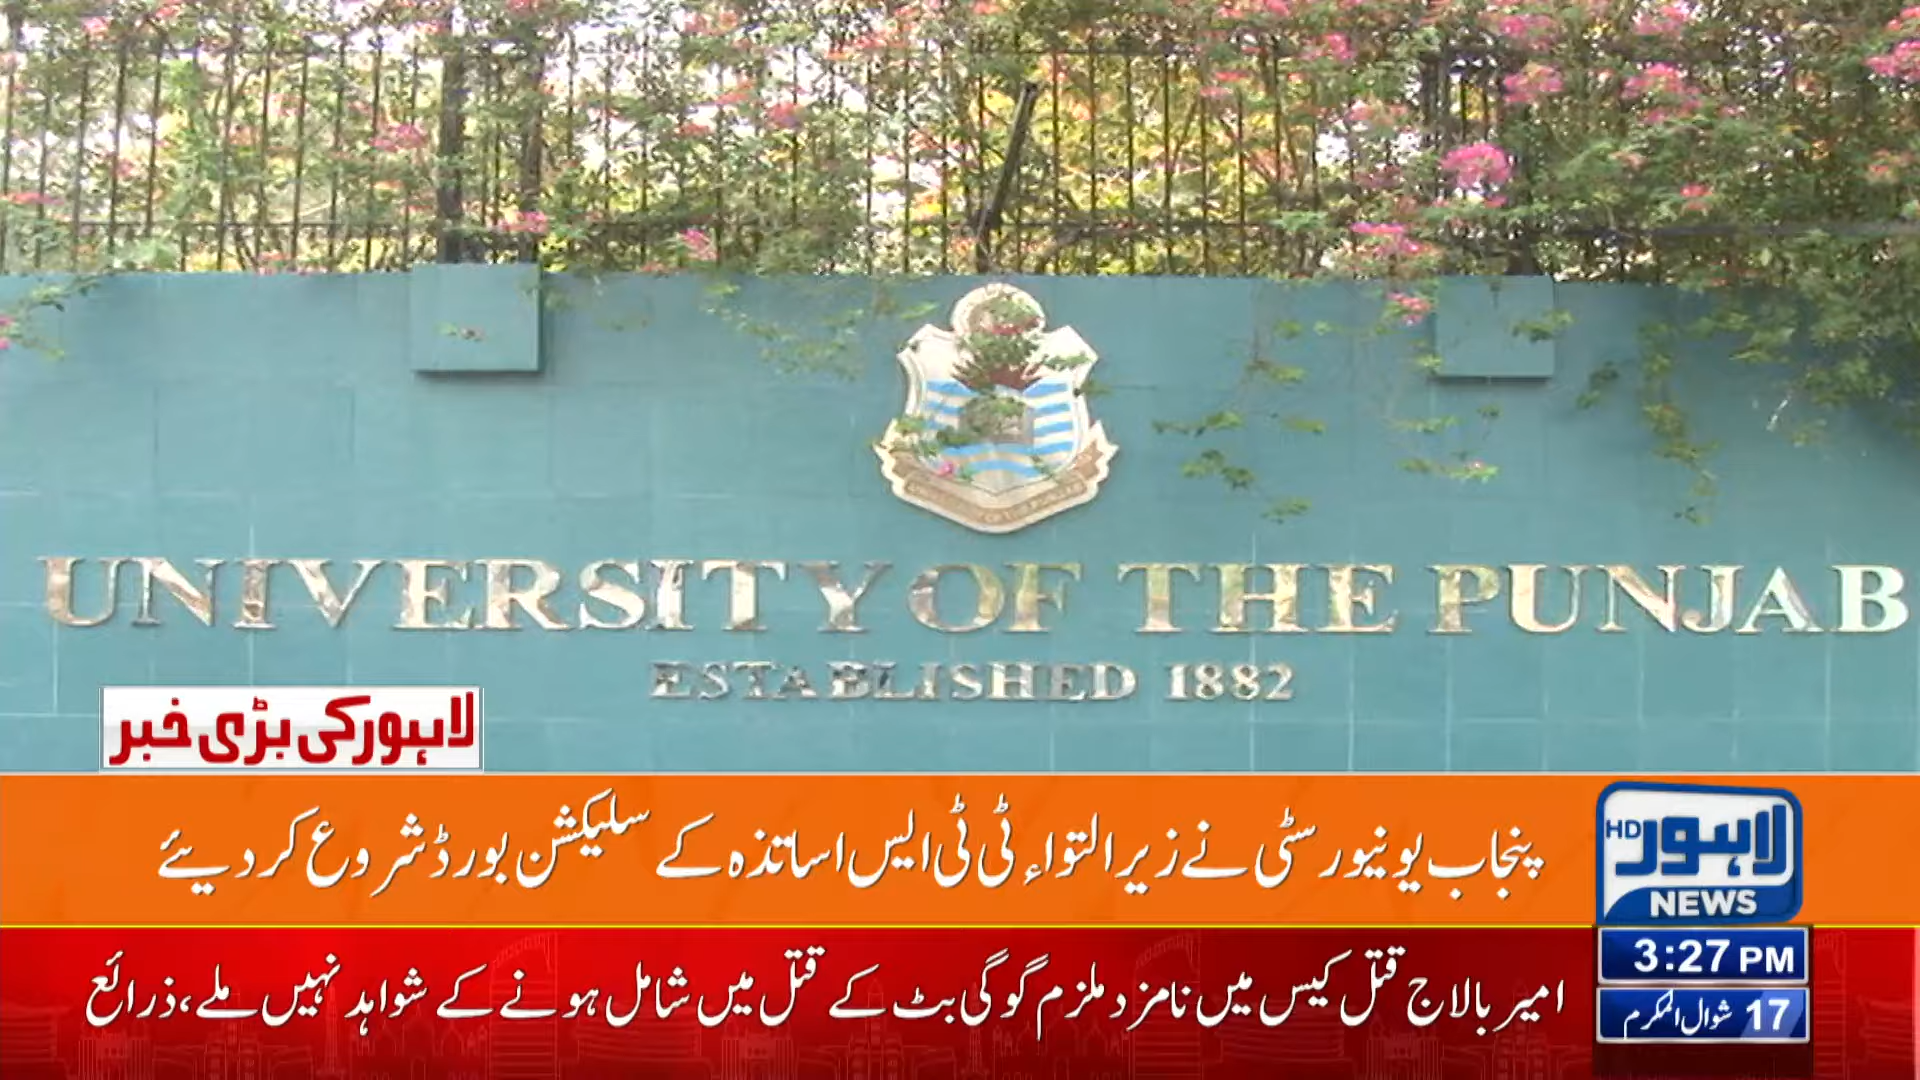 UNIVERSITY OF THE PUNJAB
ESTABLISHED 1882
لاہور کی بڑی خبر
پنجاب یونیورسٹی نے زیر التواء ٹی ٹی ایس اساتذہ کے سلیکشن بورڈ شروع کر دیئے
HD لاہور
NEWS
3:27 PM
امیر بالاج قتل کیس میں نامزد ملزم گوگی بٹ کے قتل میں شامل ہونے کے شواہد نہیں ملے، ذرائع
17 شوال المکرم